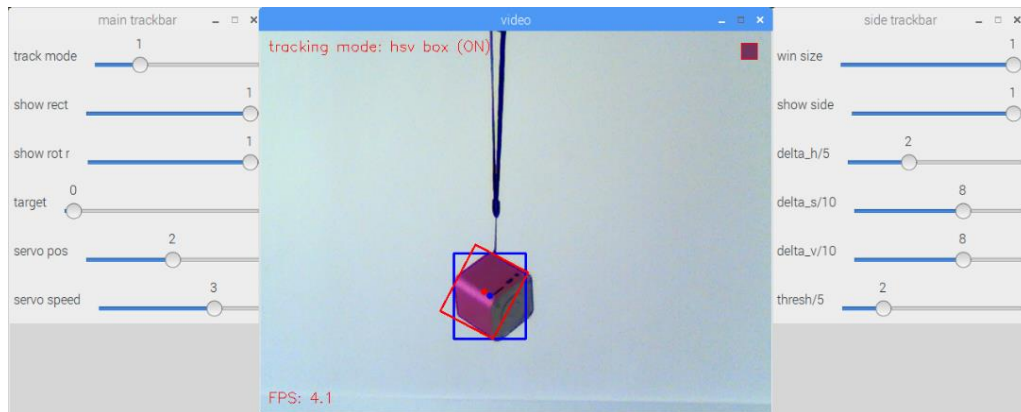 main trackbar
track mode 1
show rect 1
show rot r 1
target 0
servo pos 2
servo speed 3
video
tracking mode: hsv box (ON)
FPS: 4.1
side trackbar
win size 1
show side 1
delta_h/5 2
delta_s/10 8
delta_v/10 8
thresh/5 2